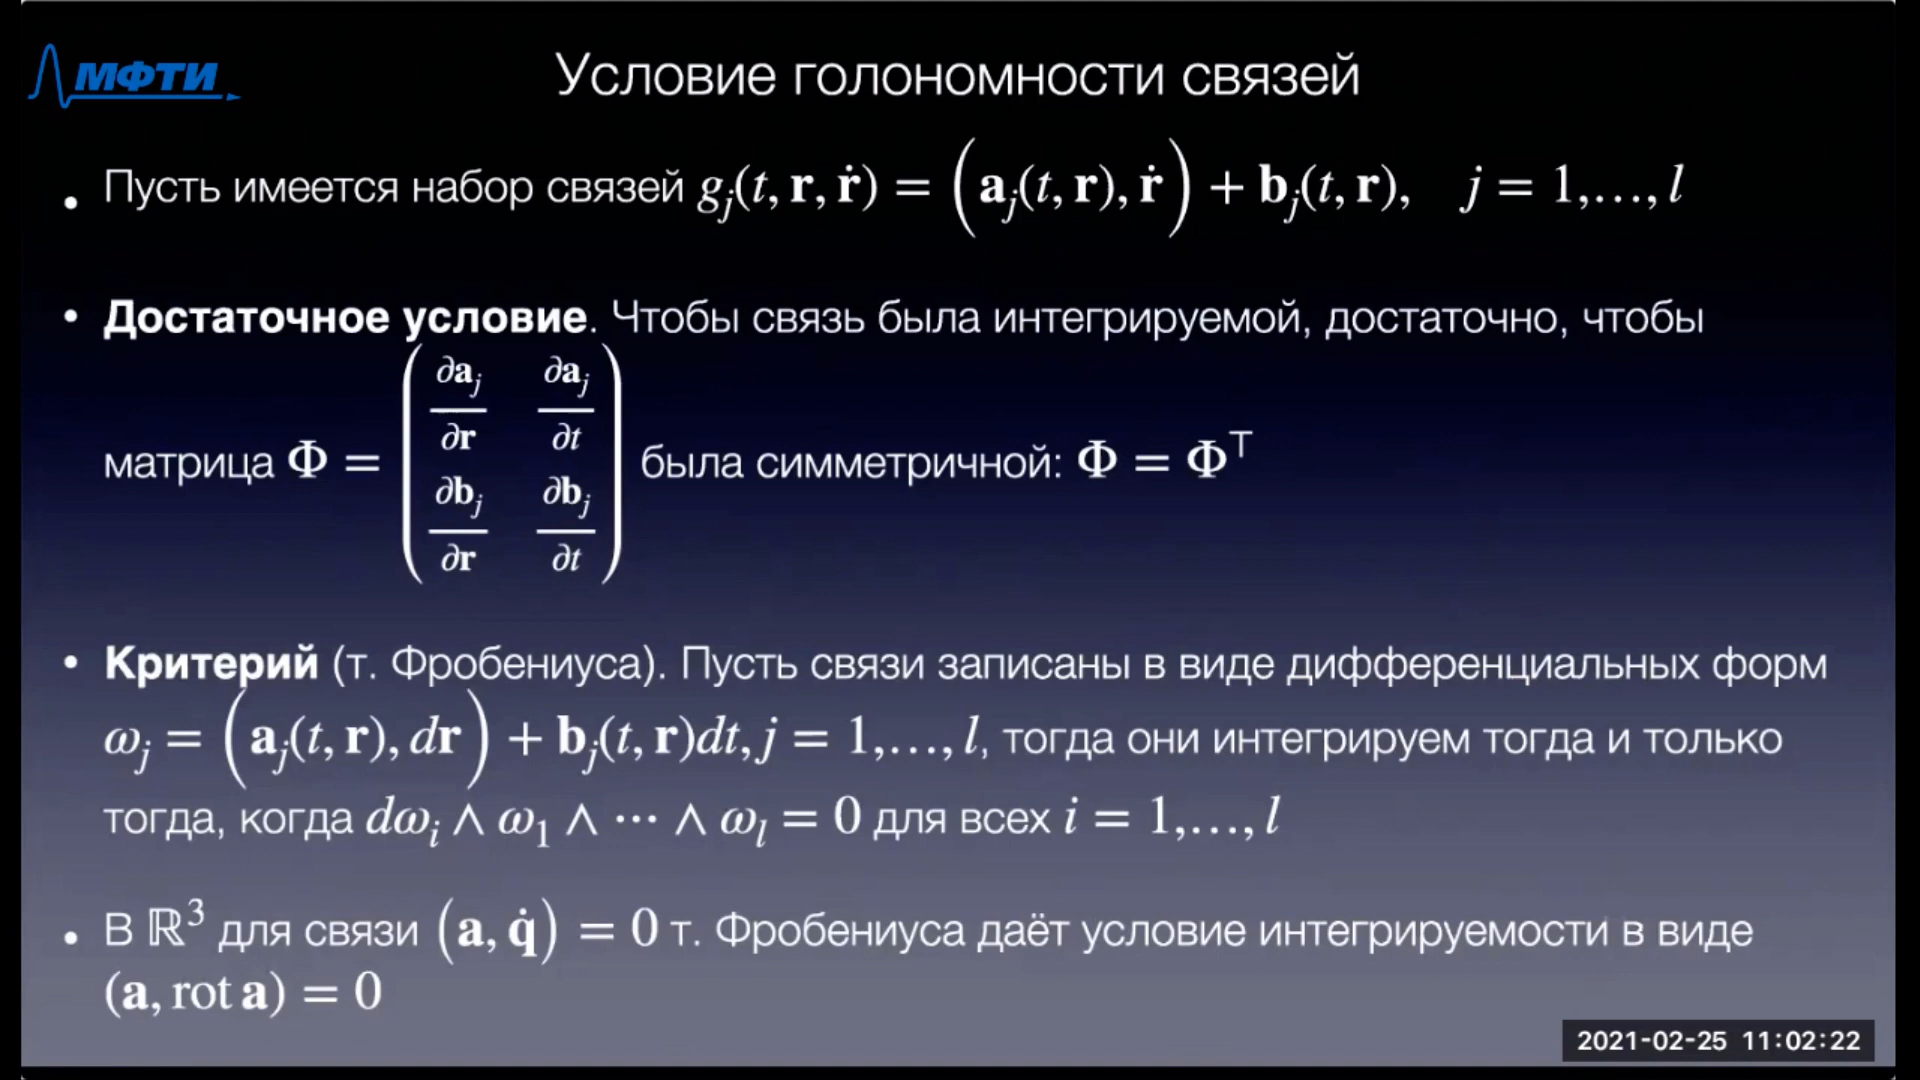 МФТИ
Условие голономности связей
• Пусть имеется набор связей g_j(t, r, ṙ) = (a_j(t, r), ṙ) + b_j(t, r),   j = 1,…, l
• Достаточное условие. Чтобы связь была интегрируемой, достаточно, чтобы
матрица Φ = ( ∂a_j/∂r  ∂a_j/∂t ; ∂b_j/∂r  ∂b_j/∂t ) была симметричной: Φ = Φ^⊤
• Критерий (т. Фробениуса). Пусть связи записаны в виде дифференциальных форм
ω_j = (a_j(t, r), dr) + b_j(t, r)dt, j = 1,…, l, тогда они интегрируем тогда и только
тогда, когда dω_i ∧ ω_1 ∧ ⋯ ∧ ω_l = 0 для всех i = 1,…, l
• В ℝ³ для связи (a, q̇) = 0 т. Фробениуса даёт условие интегрируемости в виде
(a, rot a) = 0
2021-02-25 11:02:22